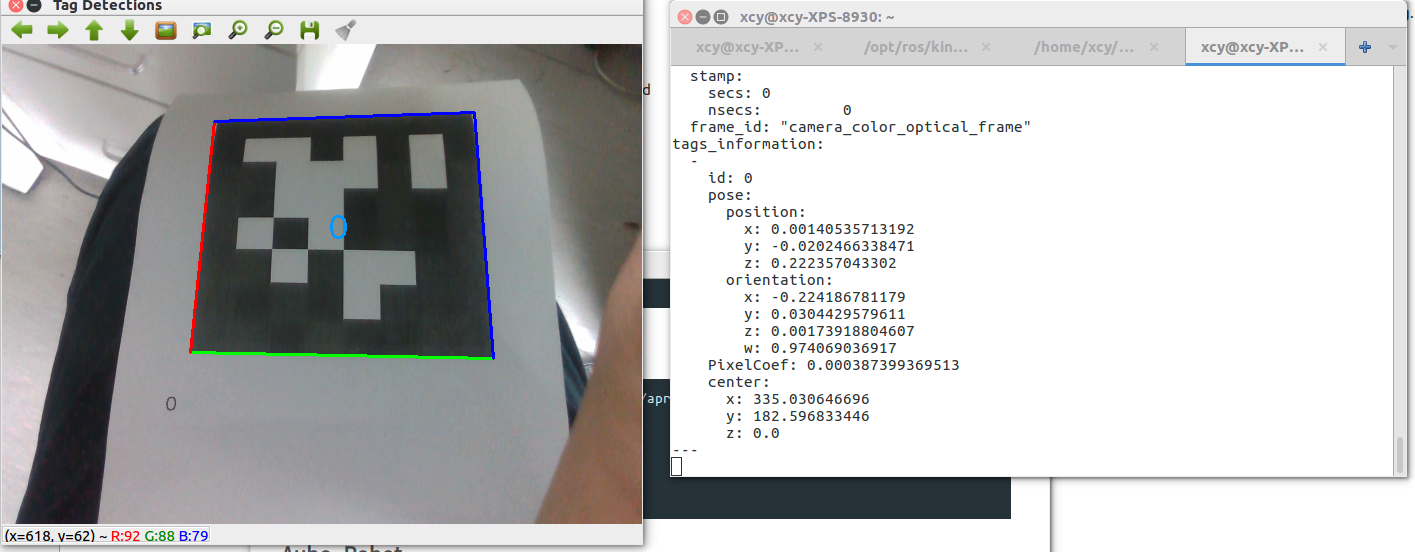 Tag Detections
0
0
(x=618, y=62) ~ R:92 G:88 B:79
xcy@xcy-XPS-8930: ~
xcy@xcy-XP...
/opt/ros/kin...
/home/xcy/...
xcy@xcy-XP...
stamp:
secs: 0
nsecs: 0
frame_id: "camera_color_optical_frame"
tags_information:
-
id: 0
pose:
position:
x: 0.00140535713192
y: -0.0202466338471
z: 0.222357043302
orientation:
x: -0.224186781179
y: 0.0304429579611
z: 0.00173918804607
w: 0.974069036917
PixelCoef: 0.000387399369513
center:
x: 335.030646696
y: 182.596833446
z: 0.0
---
d
/apr